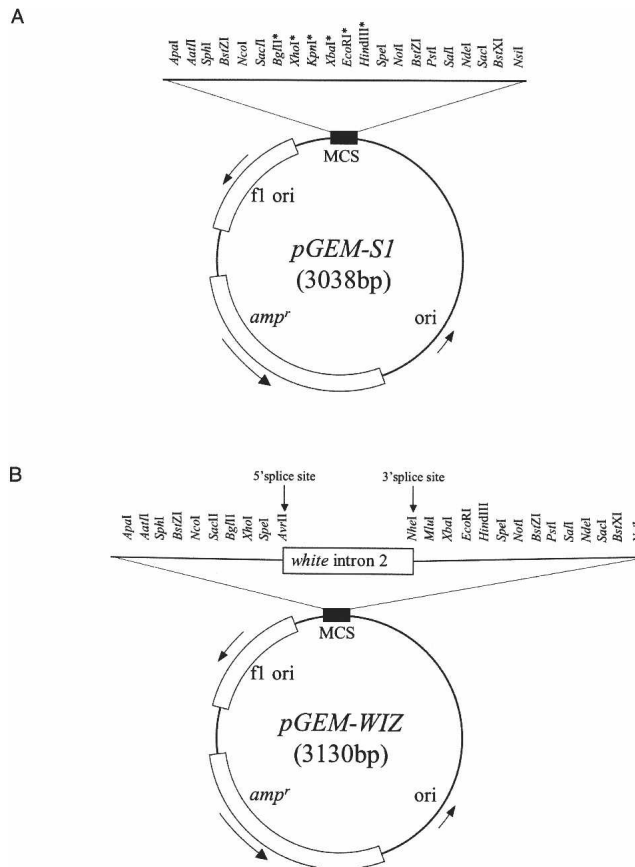 A
ApaI AatII SphI BstZI NcoI SacII BglII* XhoI* KpnI* XbaI* EcoRI* HindIII* SpeI NotI BstZI PstI SalI NdeI SacI BstXI NsiI
MCS
f1 ori
pGEM-S1
(3038bp)
amp^r
ori
B
5'splice site 3'splice site
ApaI AatII SphI BstZI NcoI SacII BglII XhoI SpeI AvrII NheI MluI XbaI EcoRI HindIII SpeI NotI BstZI PstI SalI NdeI SacI BstXI
white intron 2
MCS
f1 ori
pGEM-WIZ
(3130bp)
amp^r
ori